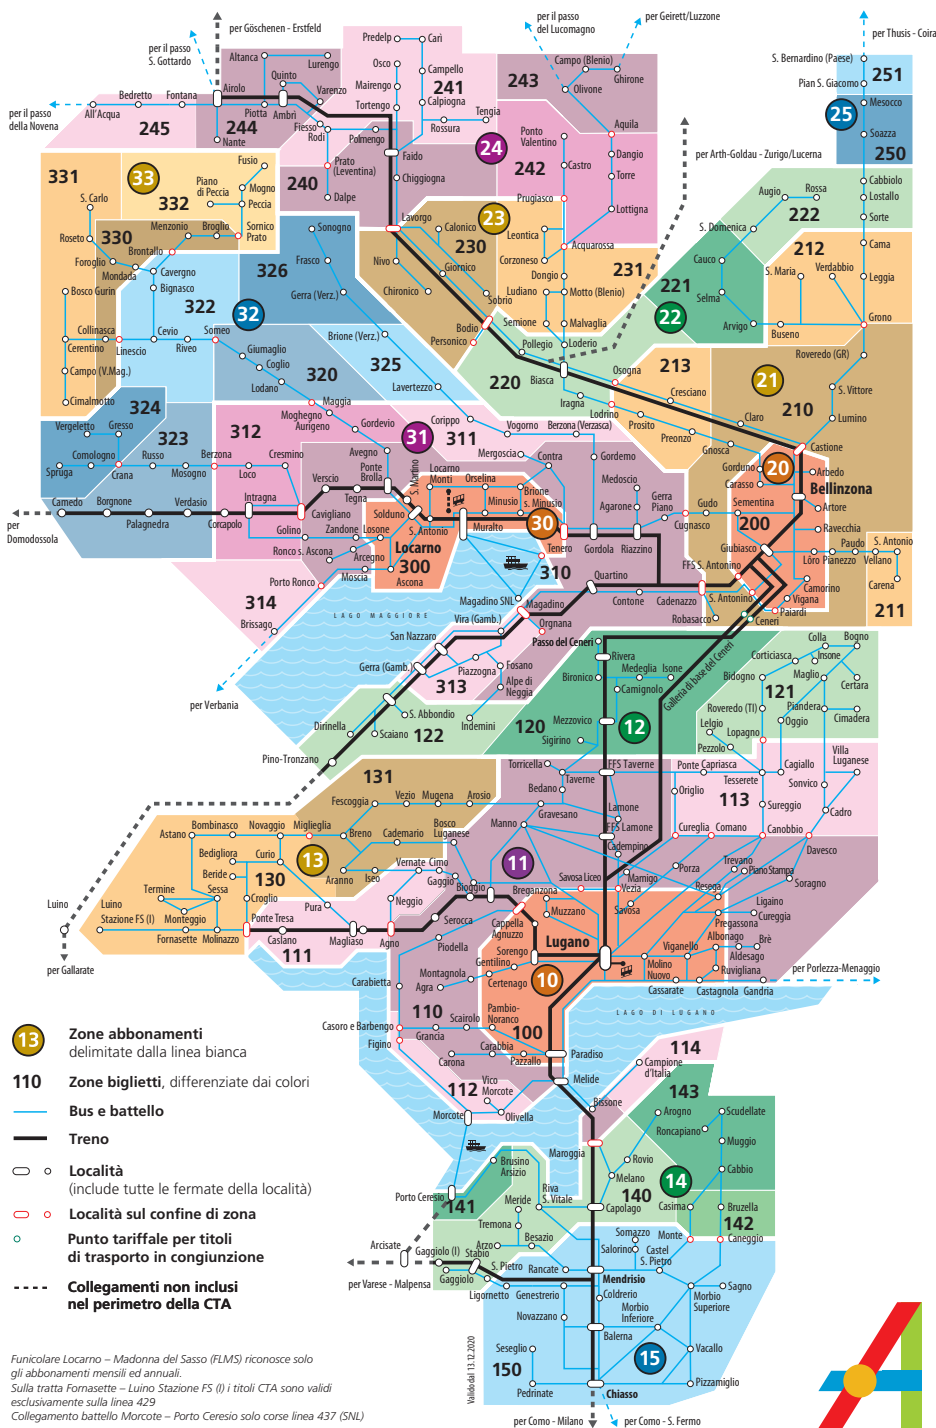 per Göschenen - Erstfeld
per il passo
S. Gottardo
per il passo
della Novena
per il passo
del Lucomagno
per Geirett/Luzzone
per Thusis - Coira
per Arth-Goldau - Zurigo/Lucerna
Predelp
Carì
Osco
Mairengo
Tortengo
Campello
241
Calpiogna
Rossura
Tengia
243
Campo (Blenio)
Ghirone
Olivone
Aquila
S. Bernardino (Paese)
Pian S. Giacomo
251
25
Mesocco
Soazza
250
Altanca
Lurengo
Quinto
Varenzo
Airolo
Piotta
Ambrì
Bedretto
Fontana
All'Acqua
245
244
Nante
Fiesso
Rodi
Polmengo
Faido
Prato
(Leventina)
240
Dalpe
Chiggiogna
24
Ponto
Valentino
242
Castro
Dangio
Torre
Prugiasco
Lottigna
Acquarossa
331
33
332
Fusio
Piano
di Peccia
Mogno
Peccia
S. Carlo
330
Menzonio
Broglio
Sornico
Prato
Roseto
Foroglio
Brontallo
Mondada
Cavergno
Bignasco
Bosco Gurin
322
32
326
Sonogno
Frasco
Gerra (Verz.)
Brione (Verz.)
325
Lavertezzo
Lavorgo
Calonico
230
23
Nivo
Giornico
Chironico
Sobrio
Leontica
Corzoneso
231
Dongio
Ludiano
Motto (Blenio)
Semione
Malvaglia
Bodio
Personico
Pollegio
Loderio
220
Biasca
Iragna
Lodrino
Osogna
213
Cresciano
Prosito
Preonzo
Gnosca
Claro
21
210
Cabbiolo
Lostallo
Sorte
Cama
Leggia
Grono
Roveredo (GR)
S. Vittore
Lumino
Castione
Augio
Rossa
222
S. Domenica
221
Cauco
Selma
22
Arvigo
Buseno
212
S. Maria
Verdabbio
Collinasca
Cerentino
Linescio
Cevio
Riveo
Someo
Campo (V.Mag.)
Cimalmotto
Giumaglio
Coglio
Lodano
320
Maggia
Moghegno
Aurigeno
Gordevio
Avegno
Ponte
Brolla
324
Vergeletto
Gresso
323
Comologno
Spruga
Crana
Russo
Mosogno
Berzona
312
Loco
Cresmino
31
311
Corippo
Vogorno
Berzona (Verzasca)
Mergoscia
Contra
Gordemo
Camedo
Borgnone
Palagnedra
Verdasio
Corcapolo
Intragna
Golino
Cavigliano
Verscio
Tegna
Zandone
Losone
Solduno
S. Martino
Locarno
Monti
Orselina
Brione
s. Minusio
Minusio
S. Antonio
Muralto
30
Tenero
Gordola
Riazzino
Medoscio
Agarone
Gerra
Piano
Cugnasco
Gudo
Sementina
per
Domodossola
Ronco s. Ascona
Arcegno
Moscia
Locarno
300
Ascona
310
314
Porto Ronco
Brissago
LAGO MAGGIORE
Magadino SNL
Magadino
Quartino
Contone
Cadenazzo
Robasacco
Vira (Gamb.)
Orgnana
San Nazzaro
Gerra (Gamb.)
Piazzogna
313
Fosano
Alpe di
Neggia
Indemini
S. Abbondio
Scaiano
Dirinella
122
Pino-Tronzano
per Verbania
Gorduno
Carasso
20
Arbedo
Bellinzona
Artore
200
Ravecchia
Giubiasco
Paudo
S. Antonio
Lôro
Pianezzo
Vellano
Carena
211
FFS S. Antonino
S. Antonino
Camorino
Vigana
Paiardi
Ceneri
Passo del Ceneri
Galleria di base del Ceneri
Rivera
Bironico
Medeglia
Isone
Camignolo
120
Mezzovico
12
Sigirino
Colla
Bogno
Corticiasca
Insone
Bidogno
Maglio
Certara
121
Roveredo (TI)
Piandera
Lelgio
Lopagno
Oggio
Cimadera
Pezzolo
Torricella
Taverne
FFS Taverne
Bedano
Gravesano
Lamone
FFS Lamone
Manno
Cadempino
Ponte Capriasca
Tesserete
Cagiallo
Villa
Luganese
Origlio
113
Sonvico
Sureggio
Cadro
Cureglia
Comano
Canobbio
Davesco
131
Fescoggia
Vezio
Mugena
Arosio
Bombinasco
Novaggio
Miglieglia
Astano
Breno
Cademario
Bosco
Luganese
Bedigliora
Curio
13
Beride
130
Aranno
Iseo
Vernate
Cimo
Gaggio
11
Termine
Sessa
Croglio
Neggio
Bioggio
Luino
Luino
Stazione FS (I)
Monteggio
Fornasette
Molinazzo
Ponte Tresa
Pura
Caslano
Magliaso
Agno
111
per Gallarate
Serocca
Piodella
Breganzona
Muzzano
Cappella
Agnuzzo
Sorengo
Gentilino
Certenago
Montagnola
Agra
Carabietta
Savosa Liceo
Savosa
Vezia
Marnigo
Porza
Trevano
Piano Stampa
Resega
Soragno
Ligaino
Cureggia
Pregassona
Lugano
Viganello
Albonago
Brè
Aldesago
Molino
Nuovo
Ruvigliana
Cassarate
Castagnola
Gandria
per Porlezza-Menaggio
LAGO DI LUGANO
10
100
Pambio-
Noranco
Paradiso
110
Scairolo
Grancia
Casoro e Barbengo
Figino
Carona
Carabbia
Pazzallo
112
Vico
Morcote
Morcote
Olivella
Melide
Bissone
114
Campione
d'Italia
143
Arogno
Scudellate
Roncapiano
Muggio
Maroggia
Rovio
Melano
140
14
Cabbio
Casima
Bruzella
142
Monte
Caneggio
Capolago
Brusino
Arsizio
Riva
S. Vitale
Porto Ceresio
141
Meride
Tremona
Arzo
Besazio
Arcisate
Gaggiolo (I)
Stabio
Gaggiolo
S. Pietro
Rancate
Ligornetto
Genestrerio
per Varese - Malpensa
Somazzo
Salorino
Castel
S. Pietro
Mendrisio
Coldrerio
Morbio
Superiore
Sagno
Novazzano
Morbio
Inferiore
Balerna
Seseglio
Vacallo
15
150
Pedrinate
Chiasso
Pizzamiglio
per Como - Milano
per Como - S. Fermo
Valido dal 13.12.2020
13
Zone abbonamenti
delimitate dalla linea bianca
110
Zone biglietti, differenziate dai colori
Bus e battello
Treno
Località
(include tutte le fermate della località)
Località sul confine di zona
Punto tariffale per titoli
di trasporto in congiunzione
Collegamenti non inclusi
nel perimetro della CTA
Funicolare Locarno – Madonna del Sasso (FLMS) riconosce solo
gli abbonamenti mensili ed annuali.
Sulla tratta Fornasette – Luino Stazione FS (I) i titoli CTA sono validi
esclusivamente sulla linea 429
Collegamento battello Morcote – Porto Ceresio solo corse linea 437 (SNL)